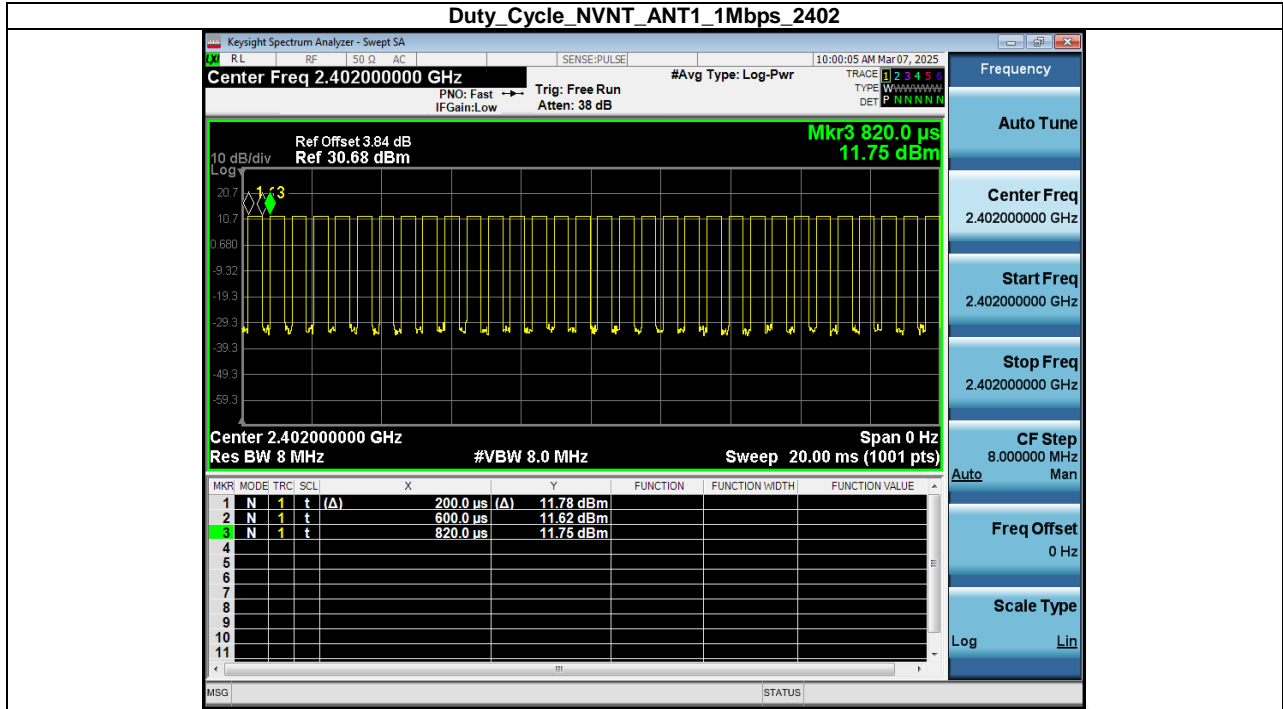 Duty_Cycle_NVNT_ANT1_1Mbps_2402
Keysight Spectrum Analyzer - Swept SA
LXI RL RF 50 Ω AC SENSE:PULSE 10:00:05 AM Mar 07, 2025
Center Freq 2.402000000 GHz #Avg Type: Log-Pwr TRACE 1 2 3 4 5 6
PNO: Fast Trig: Free Run TYPE WWWWWW
IFGain:Low Atten: 38 dB DET P N N N N N
Mkr3 820.0 µs
11.75 dBm
Ref Offset 3.84 dB
10 dB/div Ref 30.68 dBm
Log
20.7
10.7
0.680
-9.32
-19.3
-29.3
-39.3
-49.3
-59.3
1 3
Center 2.402000000 GHz Span 0 Hz
Res BW 8 MHz #VBW 8.0 MHz Sweep 20.00 ms (1001 pts)
MKR MODE TRC SCL X Y FUNCTION FUNCTION WIDTH FUNCTION VALUE
1 N 1 t (Δ) 200.0 µs (Δ) 11.78 dBm
2 N 1 t 600.0 µs 11.62 dBm
3 N 1 t 820.0 µs 11.75 dBm
4
5
6
7
8
9
10
11
MSG STATUS
Frequency
Auto Tune
Center Freq
2.402000000 GHz
Start Freq
2.402000000 GHz
Stop Freq
2.402000000 GHz
CF Step
8.000000 MHz
Auto Man
Freq Offset
0 Hz
Scale Type
Log Lin